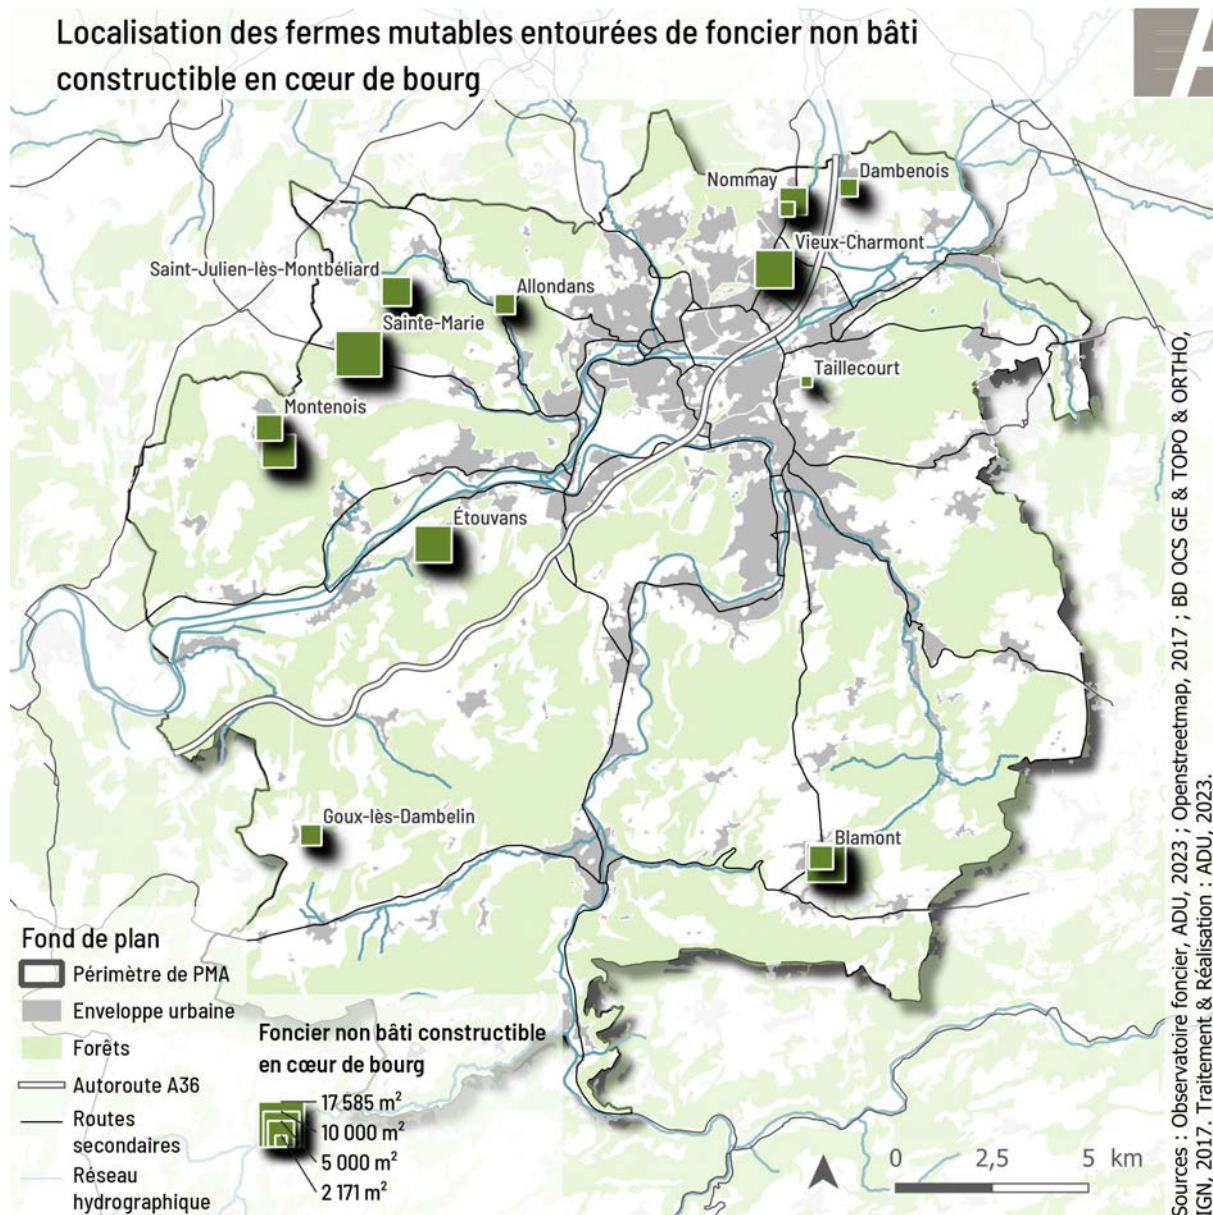 Localisation des fermes mutables entourées de foncier non bâti
constructible en cœur de bourg
A
Nommay
Dambenois
Vieux-Charmont
Saint-Julien-lès-Montbéliard
Allondans
Sainte-Marie
Taillecourt
Montenois
Étouvans
Goux-lès-Dambelin
Blamont
Fond de plan
Périmètre de PMA
Enveloppe urbaine
Forêts
Autoroute A36
Routes
secondaires
Réseau
hydrographique
Foncier non bâti constructible
en cœur de bourg
17 585 m²
10 000 m²
5 000 m²
2 171 m²
0 2,5 5 km
Sources : Observatoire foncier, ADU, 2023 ; Openstreetmap, 2017 ; BD OCS GE & TOPO & ORTHO,
IGN, 2017. Traitement & Réalisation : ADU, 2023.